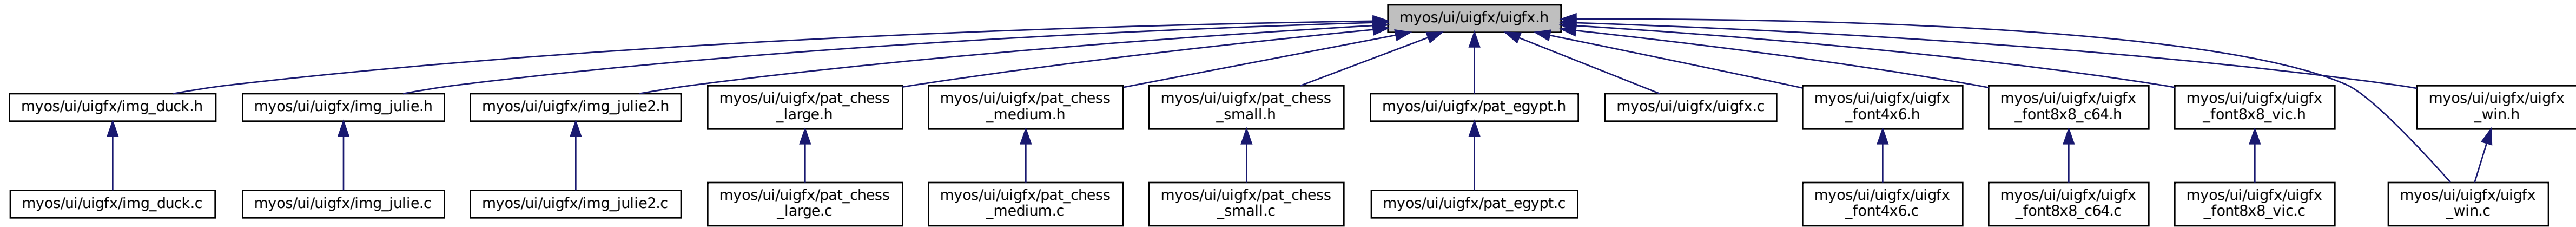 myos/ui/uigfx/uigfx.h
myos/ui/uigfx/img_duck.h
myos/ui/uigfx/img_julie.h
myos/ui/uigfx/img_julie2.h
myos/ui/uigfx/pat_chess
_large.h
myos/ui/uigfx/pat_chess
_medium.h
myos/ui/uigfx/pat_chess
_small.h
myos/ui/uigfx/pat_egypt.h
myos/ui/uigfx/uigfx.c
myos/ui/uigfx/uigfx
_font4x6.h
myos/ui/uigfx/uigfx
_font8x8_c64.h
myos/ui/uigfx/uigfx
_font8x8_vic.h
myos/ui/uigfx/uigfx
_win.h
myos/ui/uigfx/img_duck.c
myos/ui/uigfx/img_julie.c
myos/ui/uigfx/img_julie2.c
myos/ui/uigfx/pat_chess
_large.c
myos/ui/uigfx/pat_chess
_medium.c
myos/ui/uigfx/pat_chess
_small.c
myos/ui/uigfx/pat_egypt.c
myos/ui/uigfx/uigfx
_font4x6.c
myos/ui/uigfx/uigfx
_font8x8_c64.c
myos/ui/uigfx/uigfx
_font8x8_vic.c
myos/ui/uigfx/uigfx
_win.c